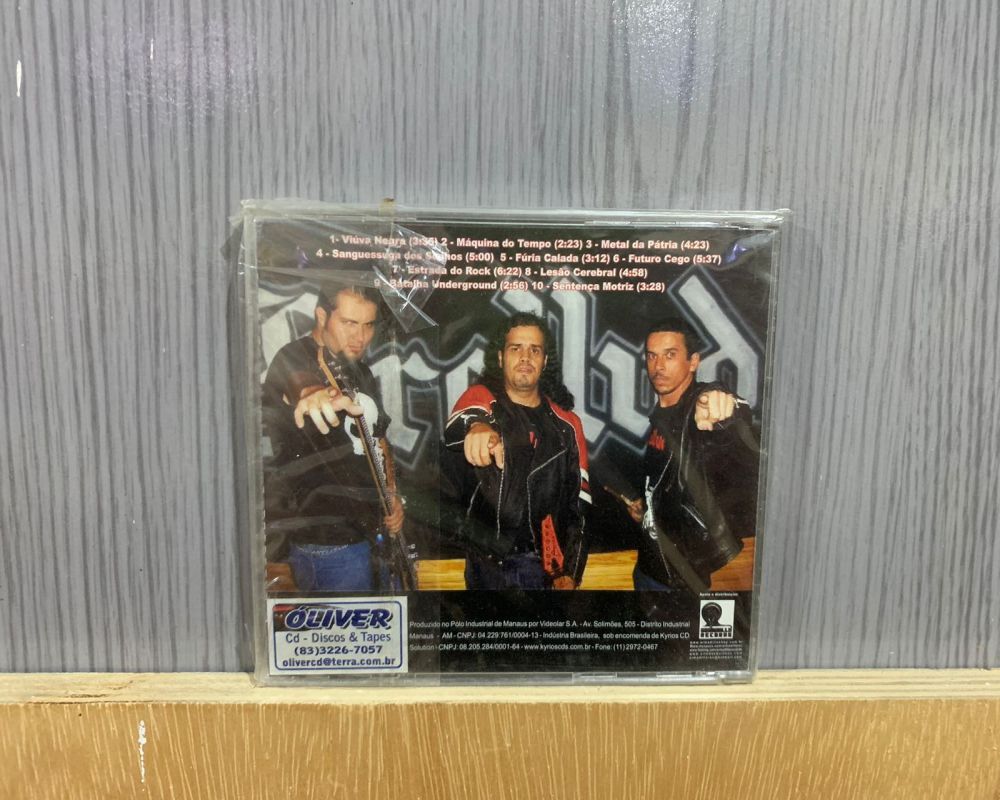 1- Viúva Negra (3:35) 2 - Máquina do Tempo (2:23) 3 - Metal da Pátria (4:23)
4 - Sanguessuga dos Sonhos (5:00) 5 - Fúria Calada (3:12) 6 - Futuro Cego (5:37)
7 - Estrada do Rock (6:22) 8 - Lesão Cerebral (4:58)
9 - Batalha Underground (2:56) 10 - Sentença Motriz (3:28)
Apoio e distribuição:
ÓLIVER
Cd - Discos & Tapes
(83)3226-7057
olivercd@terra.com.br
Produzido no Pólo Industrial de Manaus por Videolar S.A. - Av. Solimões, 505 - Distrito Industrial
Manaus - AM - CNPJ: 04.229.761/0004-13 - Indústria Brasileira, sob encomenda de Kyrios CD
Solution - CNPJ: 08.205.284/0001-64 - www.kyrioscds.com.br - Fone: (11) 2972-0467